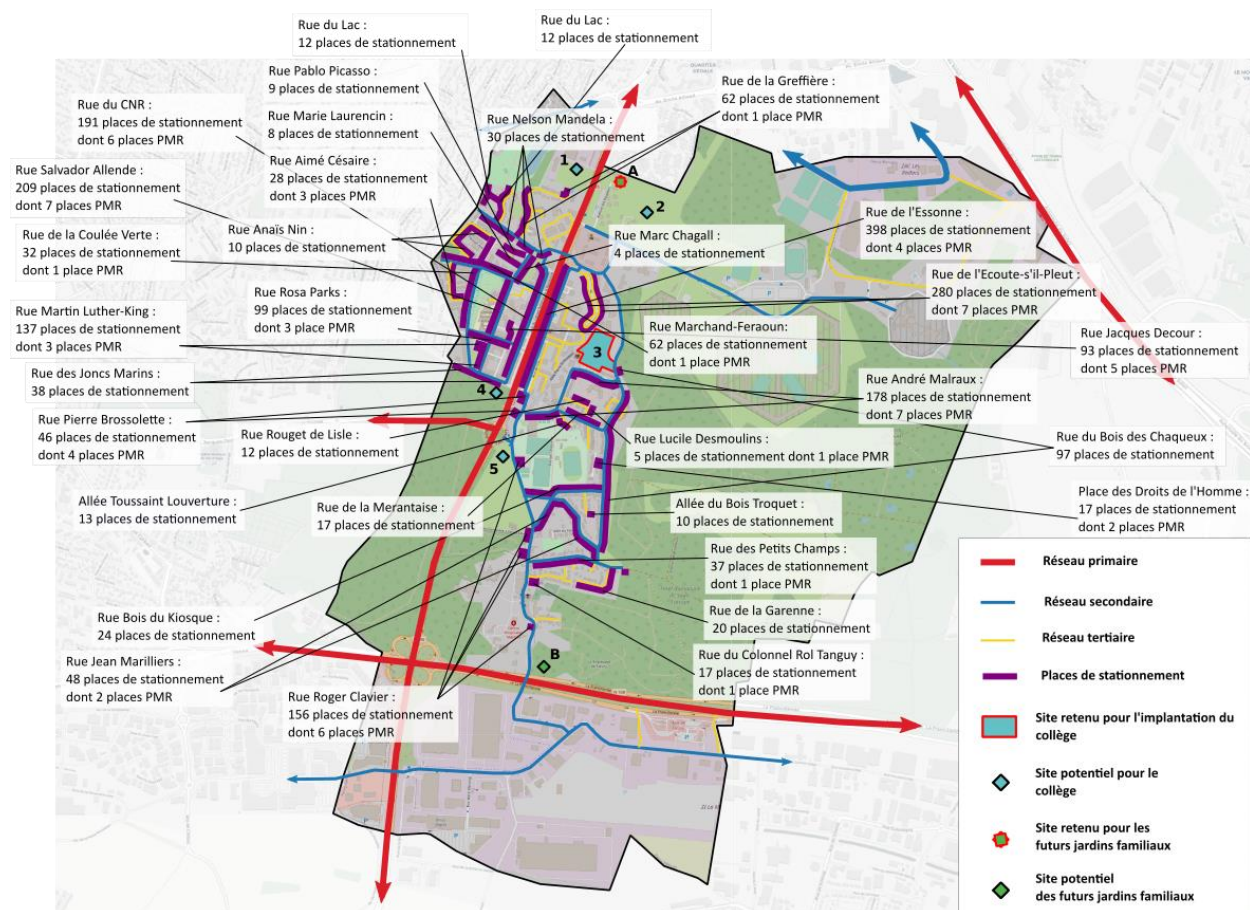 Rue du Lac :
12 places de stationnement
Rue du Lac :
12 places de stationnement
Rue Pablo Picasso :
9 places de stationnement
Rue de la Greffière :
62 places de stationnement
dont 1 place PMR
Rue du CNR :
191 places de stationnement
dont 6 places PMR
Rue Marie Laurencin :
8 places de stationnement
Rue Nelson Mandela :
30 places de stationnement
Rue Aimé Césaire :
28 places de stationnement
dont 3 places PMR
1
A
2
Rue Salvador Allende :
209 places de stationnement
dont 7 places PMR
Rue de l'Essonne :
398 places de stationnement
dont 4 places PMR
Rue Anaïs Nin :
10 places de stationnement
Rue Marc Chagall :
4 places de stationnement
Rue de la Coulée Verte :
32 places de stationnement
dont 1 place PMR
Rue de l'Ecoute-s'il-Pleut :
280 places de stationnement
dont 7 places PMR
Rue Rosa Parks :
99 places de stationnement
dont 3 place PMR
Rue Martin Luther-King :
137 places de stationnement
dont 3 places PMR
Rue Marchand-Feraoun:
62 places de stationnement
dont 1 place PMR
3
Rue Jacques Decour :
93 places de stationnement
dont 5 places PMR
Rue des Joncs Marins :
38 places de stationnement
4
Rue André Malraux :
178 places de stationnement
dont 7 places PMR
Rue Pierre Brossolette :
46 places de stationnement
dont 4 places PMR
Rue Rouget de Lisle :
12 places de stationnement
5
Rue Lucile Desmoulins :
5 places de stationnement dont 1 place PMR
Rue du Bois des Chaqueux :
97 places de stationnement
Allée Toussaint Louverture :
13 places de stationnement
Rue de la Merantaise :
17 places de stationnement
Allée du Bois Troquet :
10 places de stationnement
Place des Droits de l'Homme :
17 places de stationnement
dont 2 places PMR
Rue des Petits Champs :
37 places de stationnement
dont 1 place PMR
Rue Bois du Kiosque :
24 places de stationnement
Rue de la Garenne :
20 places de stationnement
Rue Jean Marilliers :
48 places de stationnement
dont 2 places PMR
B
Rue du Colonnel Rol Tanguy :
17 places de stationnement
dont 1 place PMR
Rue Roger Clavier :
156 places de stationnement
dont 6 places PMR
Réseau primaire
Réseau secondaire
Réseau tertiaire
Places de stationnement
Site retenu pour l'implantation du
collège
Site potentiel pour le
collège
Site retenu pour les
futurs jardins familiaux
Site potentiel
des futurs jardins familiaux